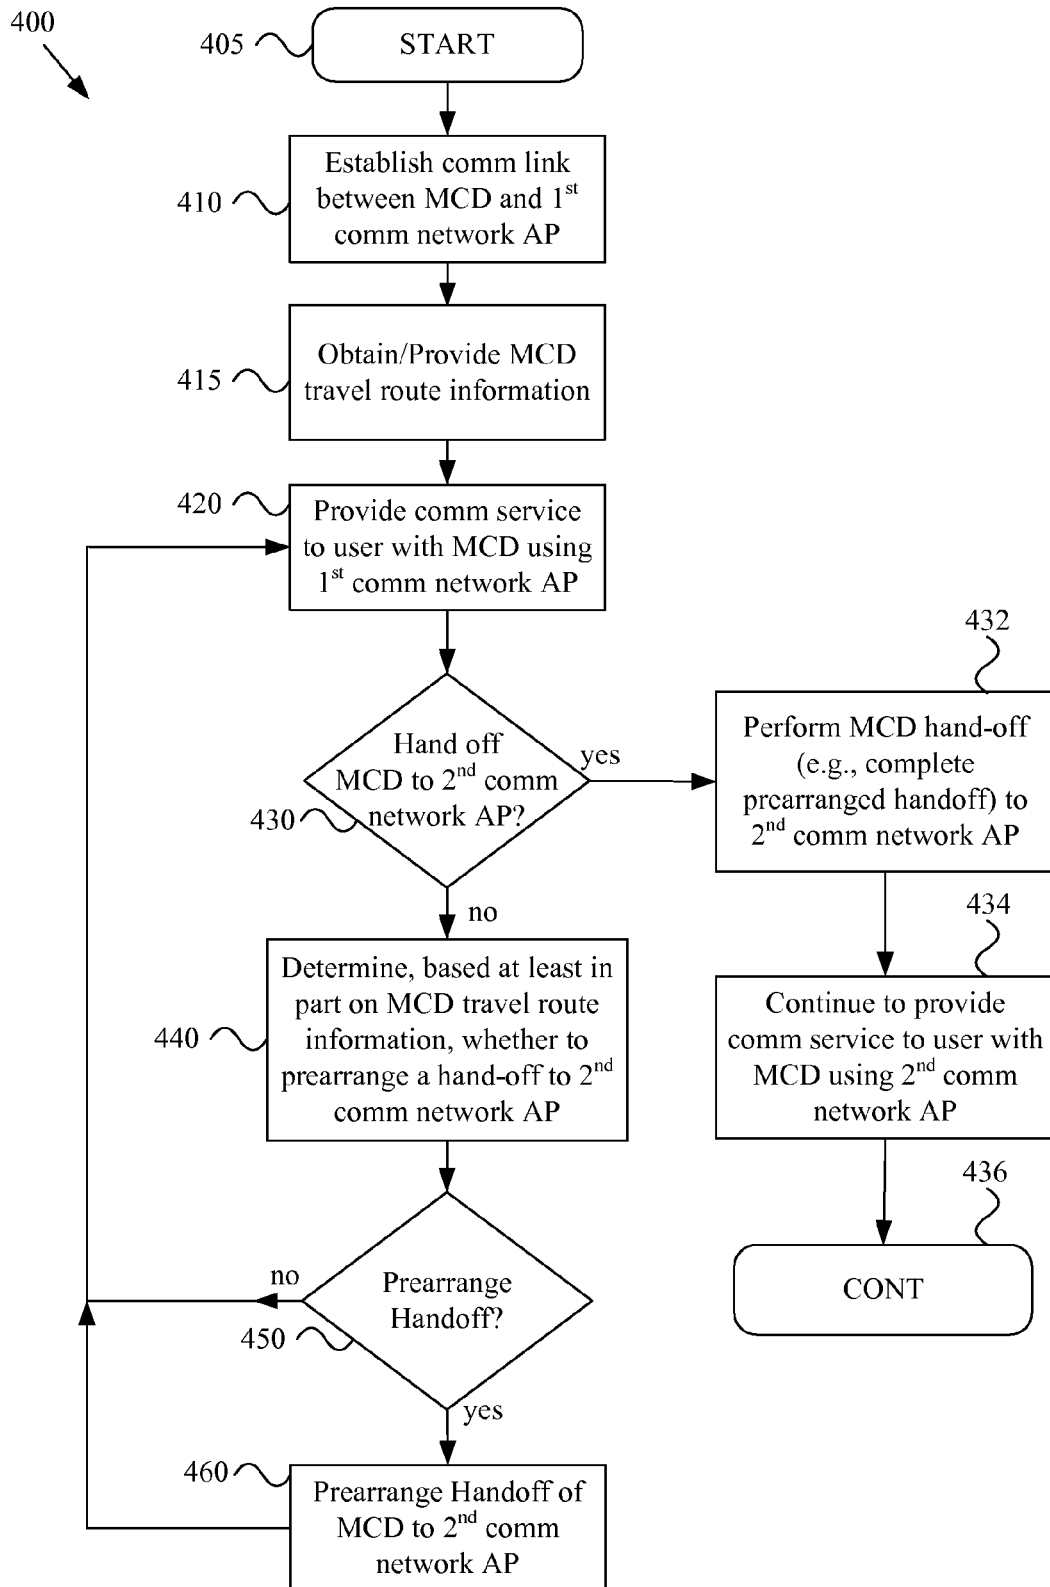 400
405
START
410
Establish comm link
between MCD and 1st
comm network AP
415
Obtain/Provide MCD
travel route information
420
Provide comm service
to user with MCD using
1st comm network AP
430
Hand off
MCD to 2nd comm
network AP?
yes
no
432
Perform MCD hand-off
(e.g., complete
prearranged handoff) to
2nd comm network AP
434
Continue to provide
comm service to user with
MCD using 2nd comm
network AP
436
CONT
440
Determine, based at least in
part on MCD travel route
information, whether to
prearrange a hand-off to 2nd
comm network AP
450
Prearrange
Handoff?
no
yes
460
Prearrange Handoff of
MCD to 2nd comm
network AP